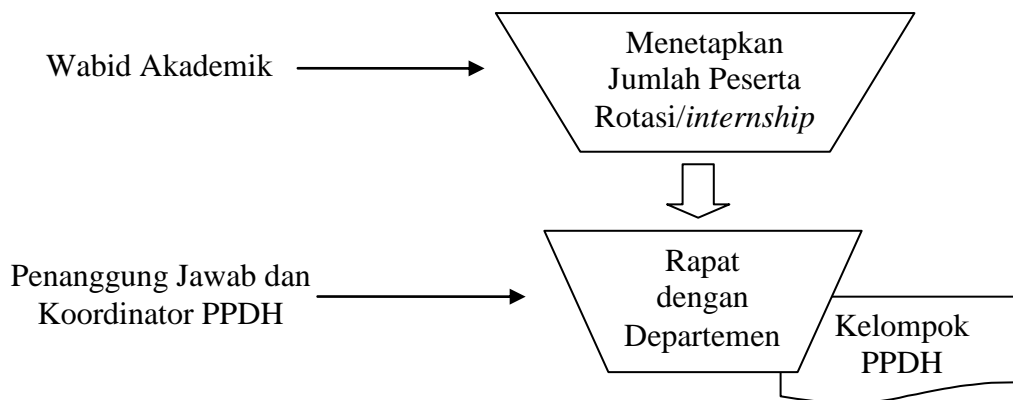 Wabid Akademik
Menetapkan
Jumlah Peserta
Rotasi/internship
Penanggung Jawab dan
Koordinator PPDH
Rapat
dengan
Departemen
Kelompok
PPDH